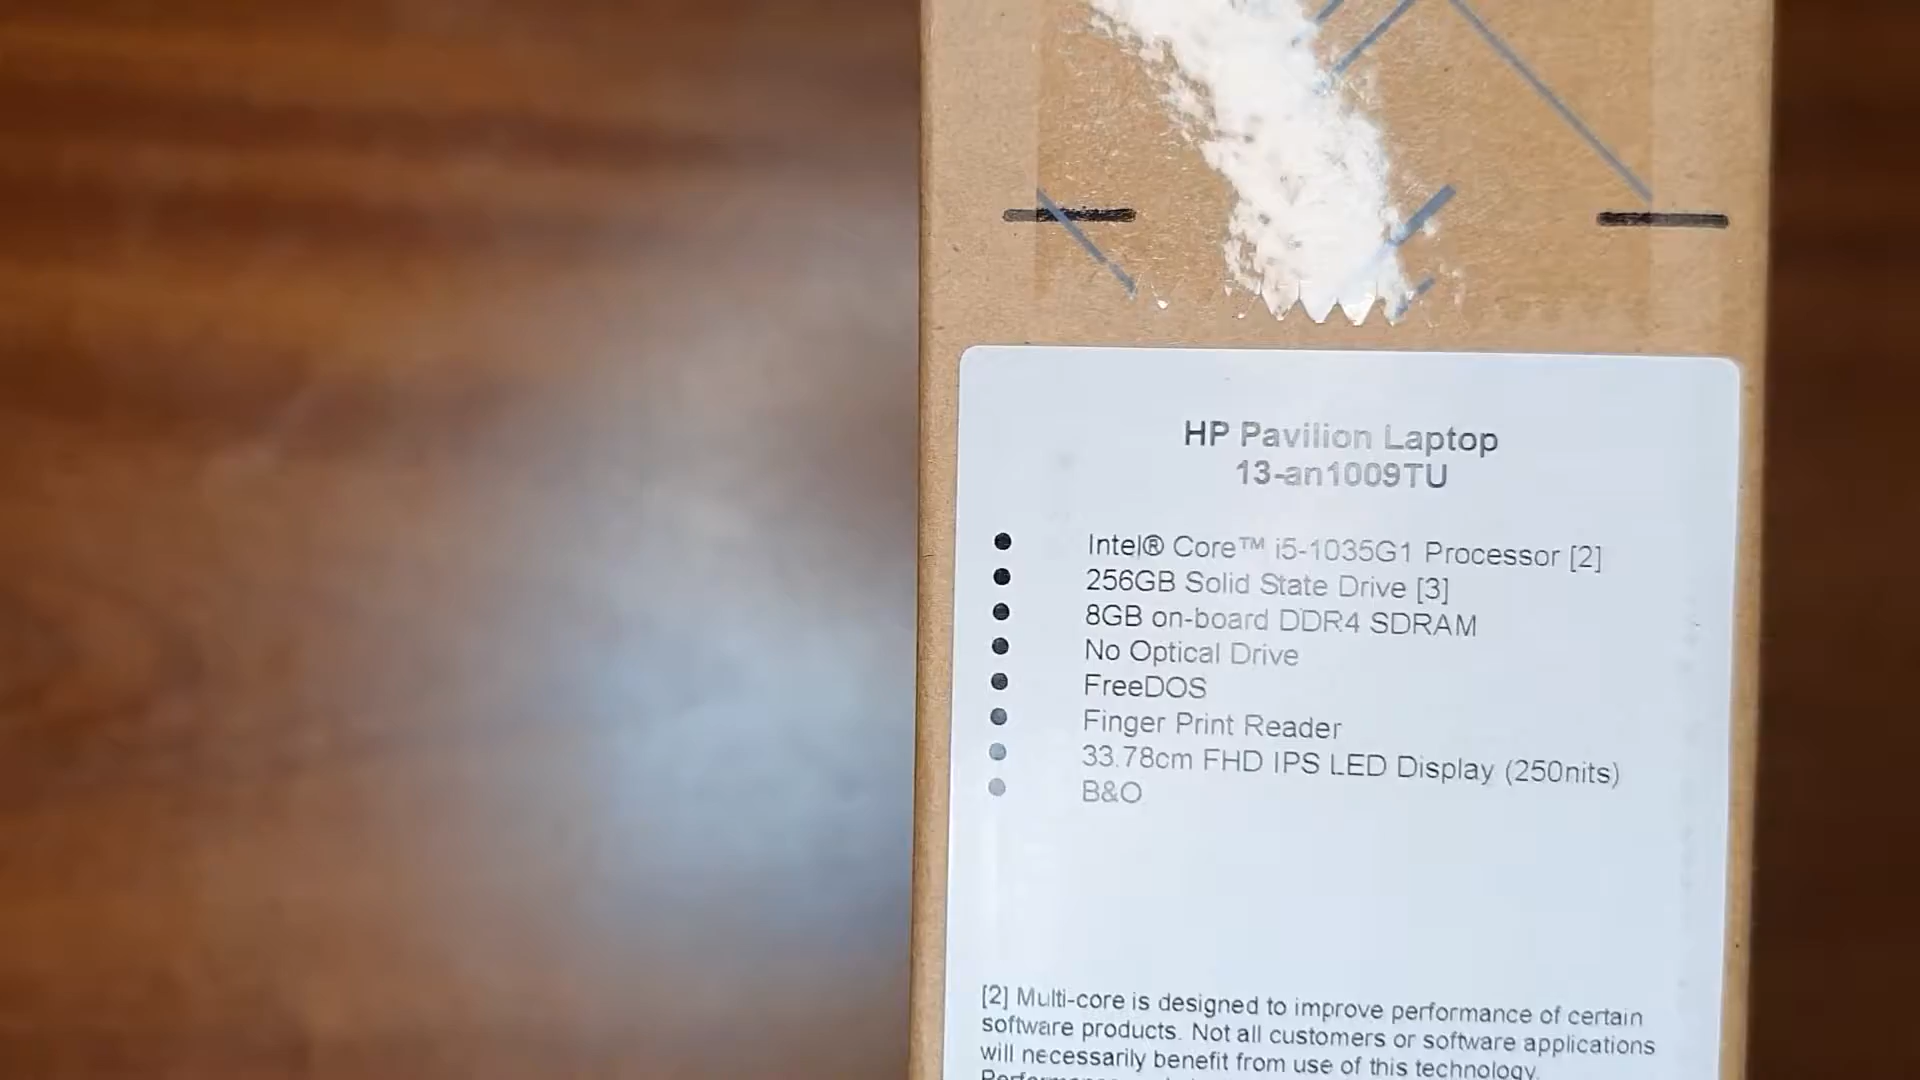 HP Pavilion Laptop
13-an1009TU
Intel® Core™ i5-1035G1 Processor [2]
256GB Solid State Drive [3]
8GB on-board DDR4 SDRAM
No Optical Drive
FreeDOS
Finger Print Reader
33.78cm FHD IPS LED Display (250nits)
B&O
[2] Multi-core is designed to improve performance of certain
software products. Not all customers or software applications
will necessarily benefit from use of this technology.